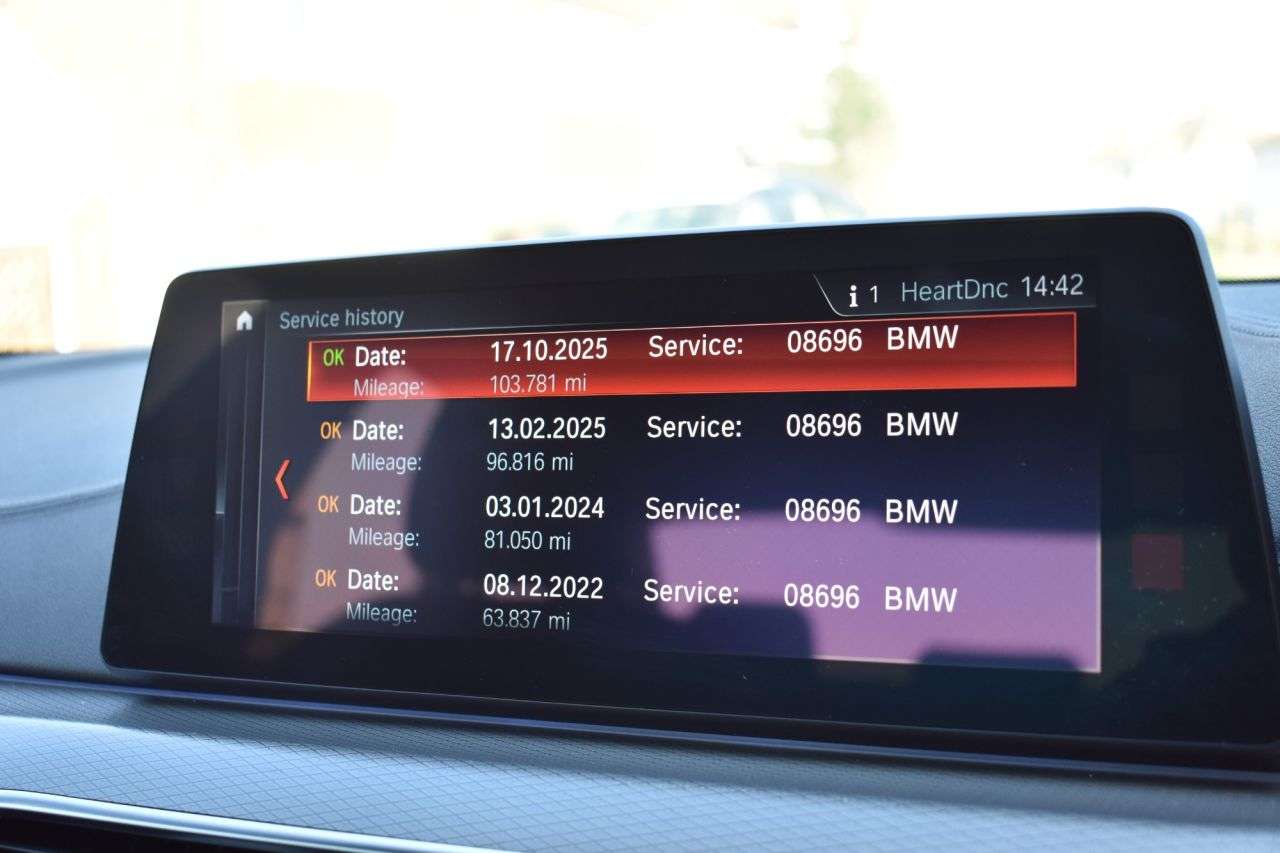 Service history
i 1 HeartDnc 14:42
OK Date: 17.10.2025 Service: 08696 BMW
Mileage: 103.781 mi
OK Date: 13.02.2025 Service: 08696 BMW
Mileage: 96.816 mi
OK Date: 03.01.2024 Service: 08696 BMW
Mileage: 81.050 mi
OK Date: 08.12.2022 Service: 08696 BMW
Mileage: 63.837 mi